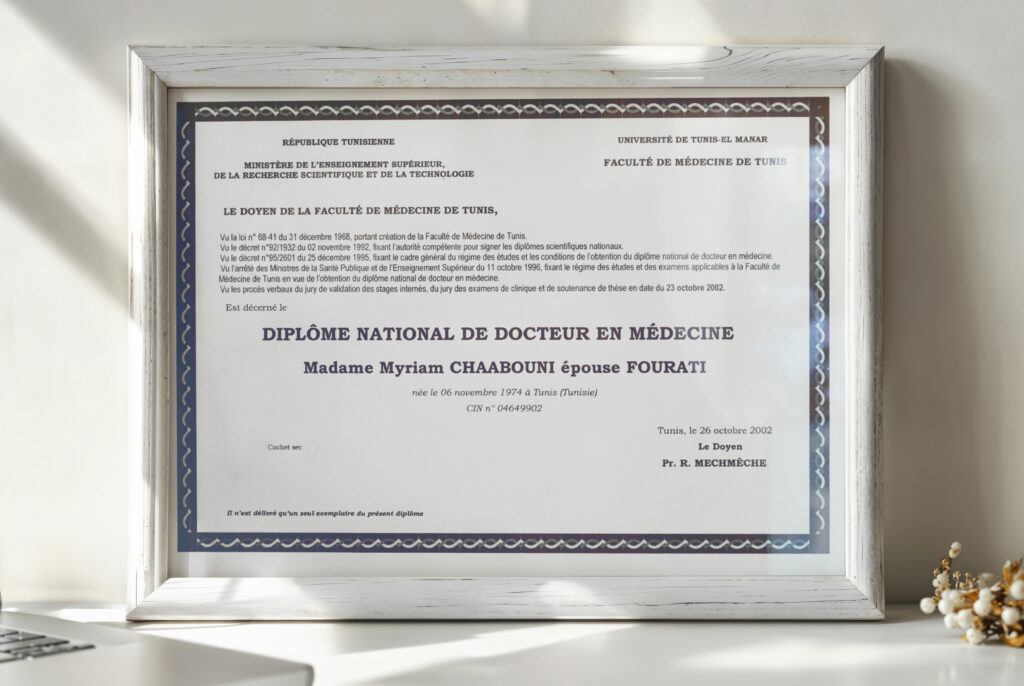 RÉPUBLIQUE TUNISIENNE
MINISTÈRE DE L'ENSEIGNEMENT SUPÉRIEUR,
DE LA RECHERCHE SCIENTIFIQUE ET DE LA TECHNOLOGIE
UNIVERSITÉ DE TUNIS-EL MANAR
FACULTÉ DE MÉDECINE DE TUNIS
LE DOYEN DE LA FACULTÉ DE MÉDECINE DE TUNIS,
Vu la loi n° 68-41 du 31 décembre 1968, portant création de la Faculté de Médecine de Tunis.
Vu le décret n°92/1932 du 02 novembre 1992, fixant l'autorité compétente pour signer les diplômes scientifiques nationaux.
Vu le décret n°95/2601 du 25 décembre 1995, fixant le cadre général du régime des études et les conditions de l'obtention du diplôme national de docteur en médecine.
Vu l'arrêté des Ministres de la Santé Publique et de l'Enseignement Supérieur du 11 octobre 1996, fixant le régime des études et des examens applicables à la Faculté de
Médecine de Tunis en vue de l'obtention du diplôme national de docteur en médecine.
Vu les procès verbaux du jury de validation des stages internés, du jury des examens de clinique et de soutenance de thèse en date du 23 octobre 2002.
Est décerné le
DIPLÔME NATIONAL DE DOCTEUR EN MÉDECINE
Madame Myriam CHAABOUNI épouse FOURATI
née le 06 novembre 1974 à Tunis (Tunisie)
CIN n° 04649902
Tunis, le 26 octobre 2002
Le Doyen
Pr. R. MECHMÈCHE
Cachet sec
Il n'est délivré qu'un seul exemplaire du présent diplôme